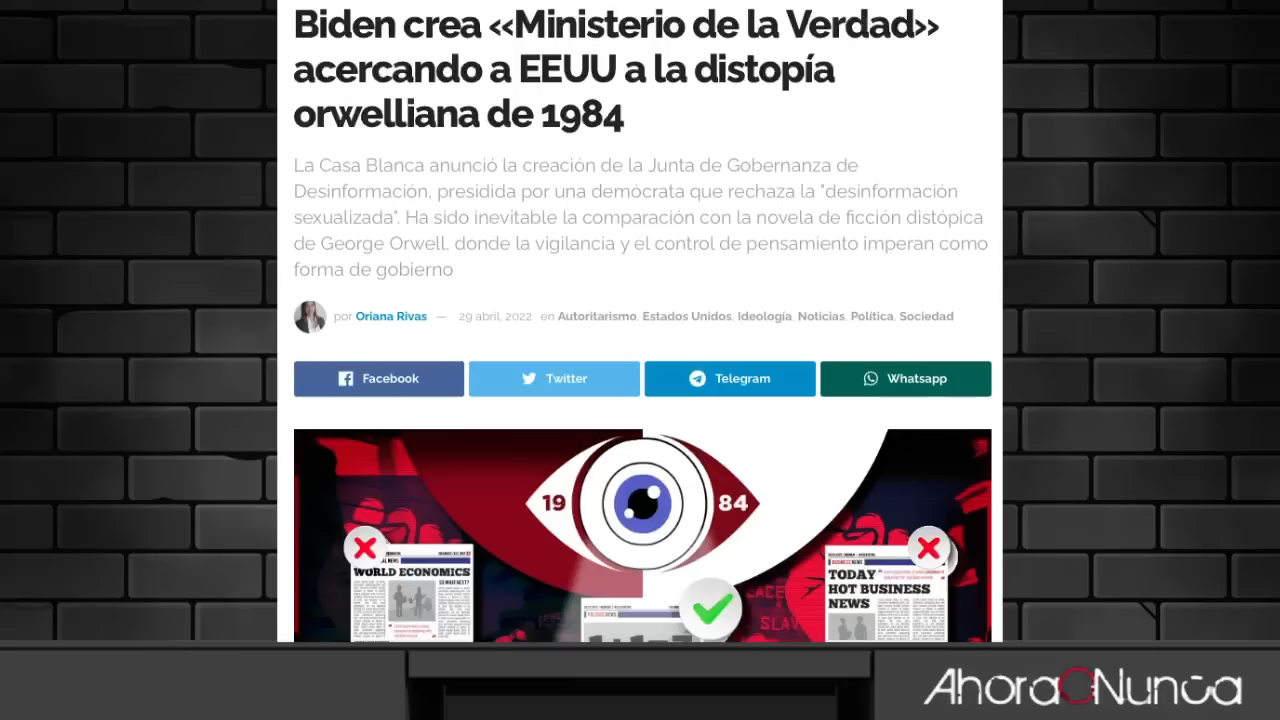 Biden crea «Ministerio de la Verdad»
acercando a EEUU a la distopía
orwelliana de 1984
La Casa Blanca anunció la creación de la Junta de Gobernanza de
Desinformación, presidida por una demócrata que rechaza la "desinformación
sexualizada". Ha sido inevitable la comparación con la novela de ficción distópica
de George Orwell, donde la vigilancia y el control de pensamiento imperan como
forma de gobierno
por Oriana Rivas — 29 abril, 2022 en Autoritarismo, Estados Unidos, Ideología, Noticias, Política, Sociedad
Facebook Twitter Telegram Whatsapp
19 84
WORLD ECONOMICS
TODAY
HOT BUSINESS
NEWS
AhoraONunca